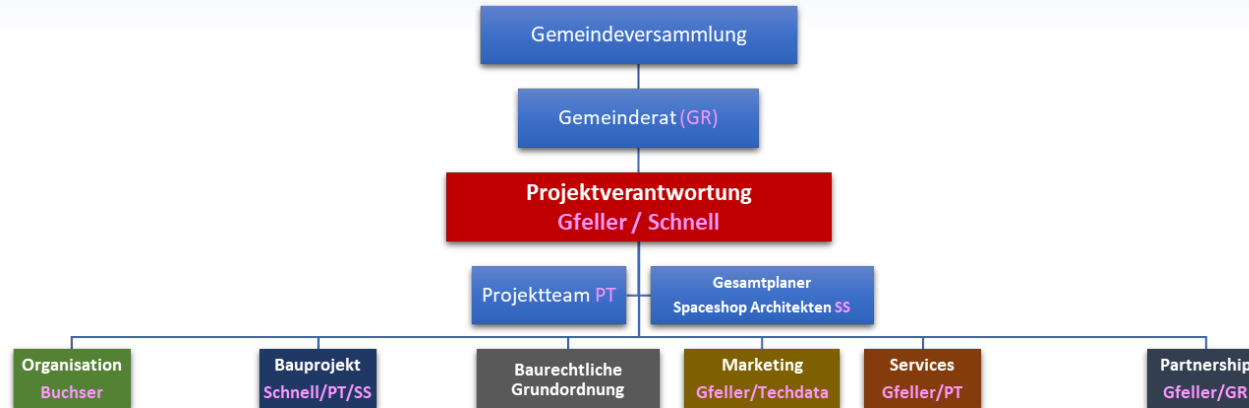 Gemeindeversammlung
Gemeinderat (GR)
Projektverantwortung
Gfeller / Schnell
Projektteam PT
Gesamtplaner
Spaceshop Architekten SS
Organisation
Buchser
Bauprojekt
Schnell/PT/SS
Baurechtliche
Grundordnung
Marketing
Gfeller/Techdata
Services
Gfeller/PT
Partnership
Gfeller/GR